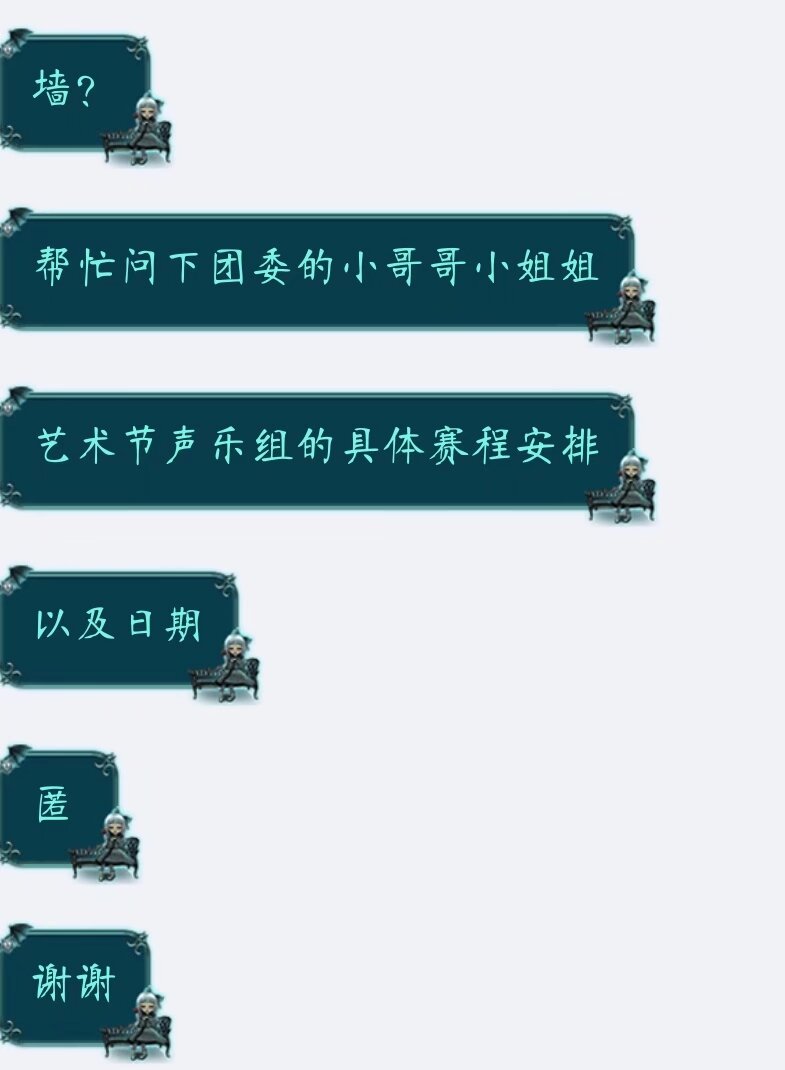 墙？
帮忙问下团委的小哥哥小姐姐
艺术节声乐组的具体赛程安排
以及日期
匿
谢谢